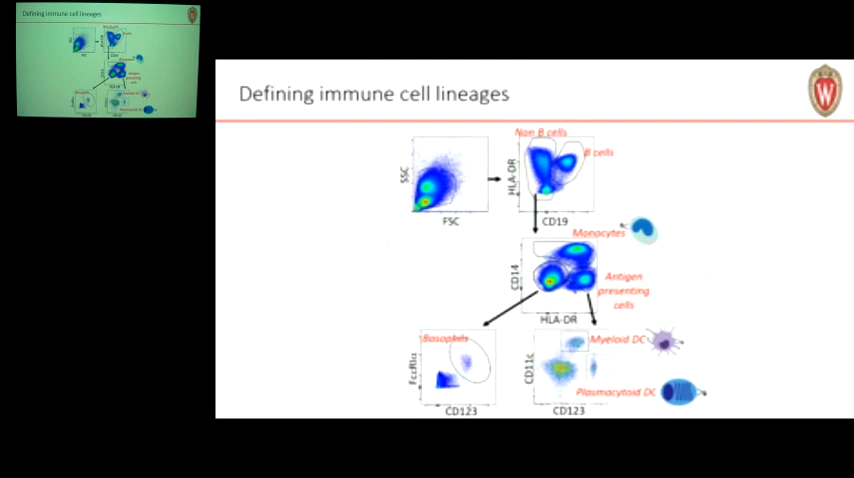 Defining immune cell lineages
Defining immune cell lineages
W
Non B cells
B cells
SSC
HLA-DR
FSC
CD19
Monocytes
CD14
Antigen
presenting
cells
HLA-DR
Basophils
Myeloid DC
FcεRIα
CD11c
Plasmacytoid DC
CD123
CD123